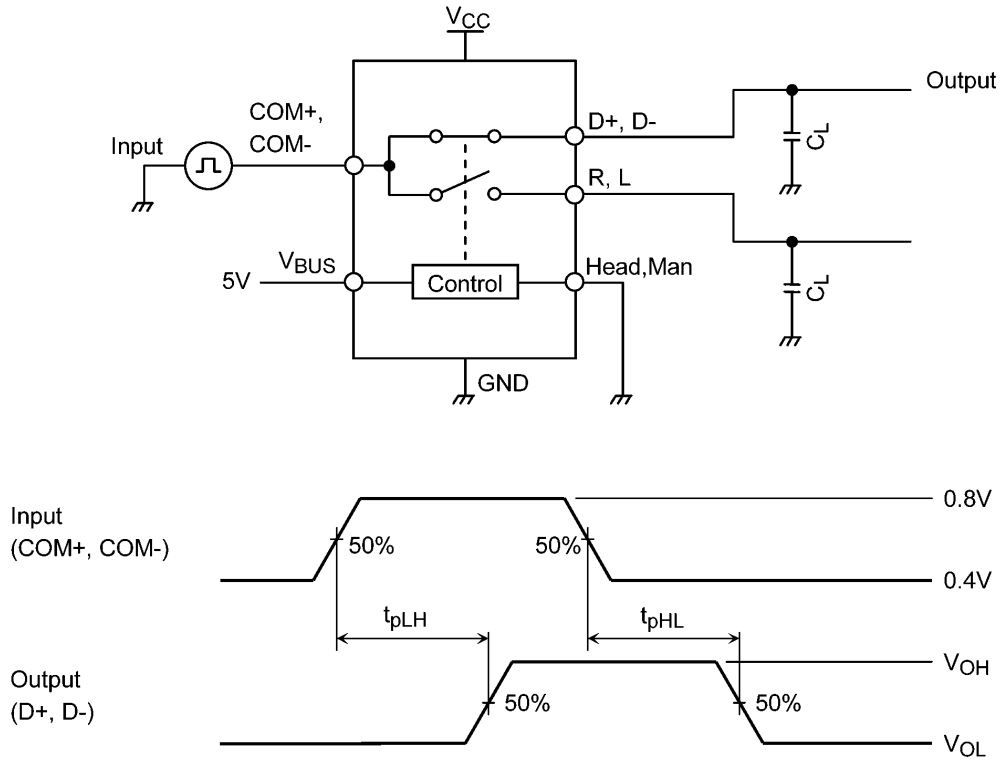 VCC
Output
COM+,
COM-
Input
D+, D-
CL
R, L
VBUS
5V
Control
Head,Man
CL
GND
Input
(COM+, COM-)
50%
50%
0.8V
0.4V
tpLH
tpHL
Output
(D+, D-)
50%
50%
VOH
VOL